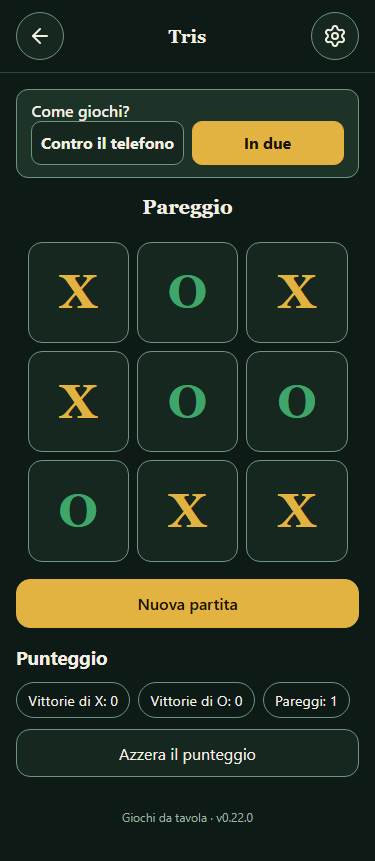 Tris
Come giochi?
Contro il telefono In due
Pareggio
X O X
X O O
O X X
Nuova partita
Punteggio
Vittorie di X: 0 Vittorie di O: 0 Pareggi: 1
Azzera il punteggio
Giochi da tavola · v0.22.0